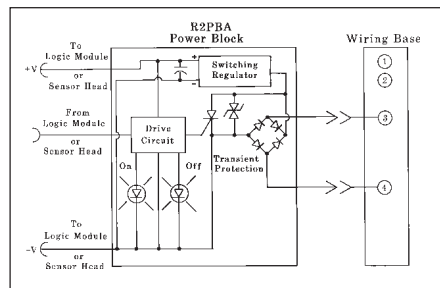 R2PBA
Power Block
Wiring Base
To
Logic Module
+V
or
Sensor Head
+
-
Switching
Regulator
1
2
From
Logic Module
or
Sensor Head
Drive
Circuit
3
On
Off
Transient
Protection
4
To
Logic Module
-V
or
Sensor Head